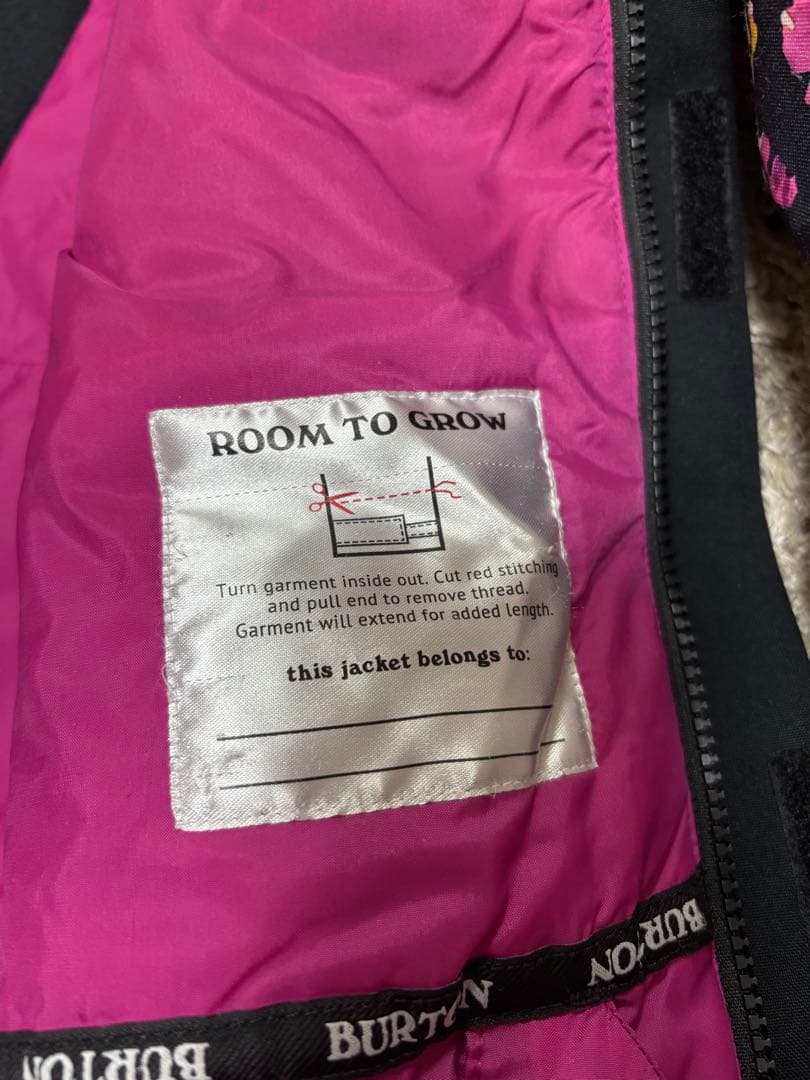 ROOM TO GROW
Turn garment inside out. Cut red stitching
and pull end to remove thread.
Garment will extend for added length.
this jacket belongs to:
BURTON BURTON BURTON